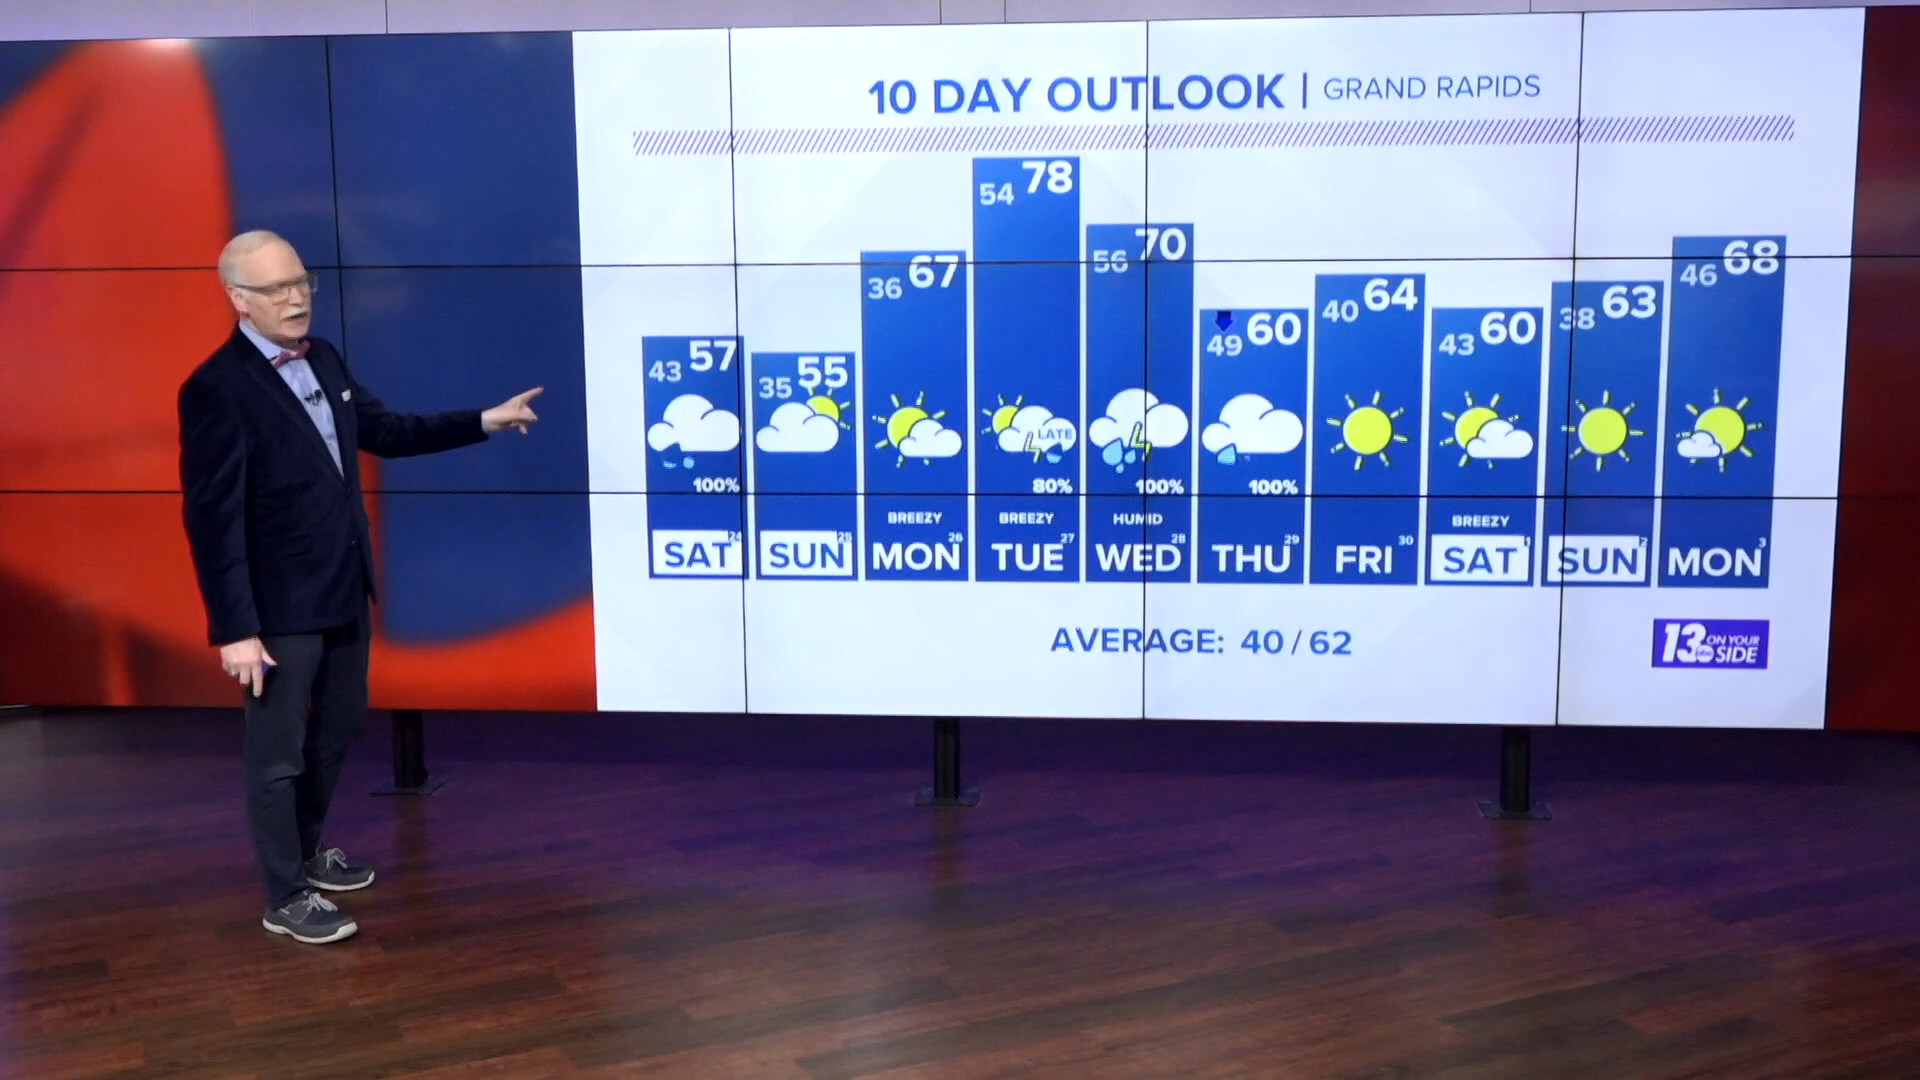 10 DAY OUTLOOK | GRAND RAPIDS
43 57
35 55
36 67
54 78
56 70
49 60
40 64
43 60
38 63
46 68
LATE
100%
80%
100%
100%
BREEZY
BREEZY
HUMID
BREEZY
SAT 24
SUN 25
MON 26
TUE 27
WED 28
THU 29
FRI 30
SAT 1
SUN 2
MON 3
AVERAGE: 40 / 62
13 abc ON YOUR SIDE